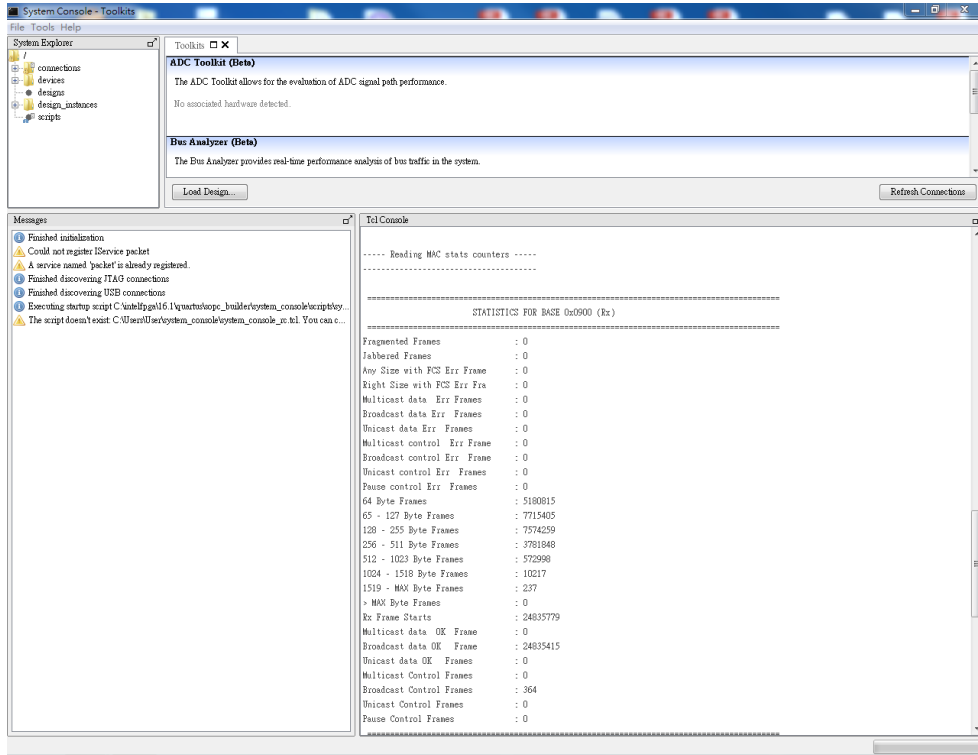 System Console - Toolkits
File Tools Help
System Explorer
/
connections
devices
designs
design_instances
scripts
Toolkits
ADC Toolkit (Beta)
The ADC Toolkit allows for the evaluation of ADC signal path performance.
No associated hardware detected.
Bus Analyzer (Beta)
The Bus Analyzer provides real-time performance analysis of bus traffic in the system.
Load Design...
Refresh Connections
Messages
Finished initialization
Could not register IService packet
A service named 'packet' is already registered.
Finished discovering JTAG connections
Finished discovering USB connections
Executing startup script C:\intelfpga\16.1\quartus\sopc_builder\system_console\scripts\sy...
The script doesn't exist: C:\Users\User\system_console\system_console_rc.tcl. You can c...
Tcl Console
----- Reading MAC stats counters -----
--------------------------------------
STATISTICS FOR BASE 0x0900 (Rx)
Fragmented Frames : 0
Jabbered Frames : 0
Any Size with FCS Err Frame : 0
Right Size with FCS Err Fra : 0
Multicast data Err Frames : 0
Broadcast data Err Frames : 0
Unicast data Err Frames : 0
Multicast control Err Frame : 0
Broadcast control Err Frame : 0
Unicast control Err Frames : 0
Pause control Err Frames : 0
64 Byte Frames : 5180815
65 - 127 Byte Frames : 7715405
128 - 255 Byte Frames : 7574259
256 - 511 Byte Frames : 3781848
512 - 1023 Byte Frames : 572998
1024 - 1518 Byte Frames : 10217
1519 - MAX Byte Frames : 237
> MAX Byte Frames : 0
Rx Frame Starts : 24835779
Multicast data OK Frame : 0
Broadcast data OK Frame : 24835415
Unicast data OK Frames : 0
Multicast Control Frames : 0
Broadcast Control Frames : 364
Unicast Control Frames : 0
Pause Control Frames : 0